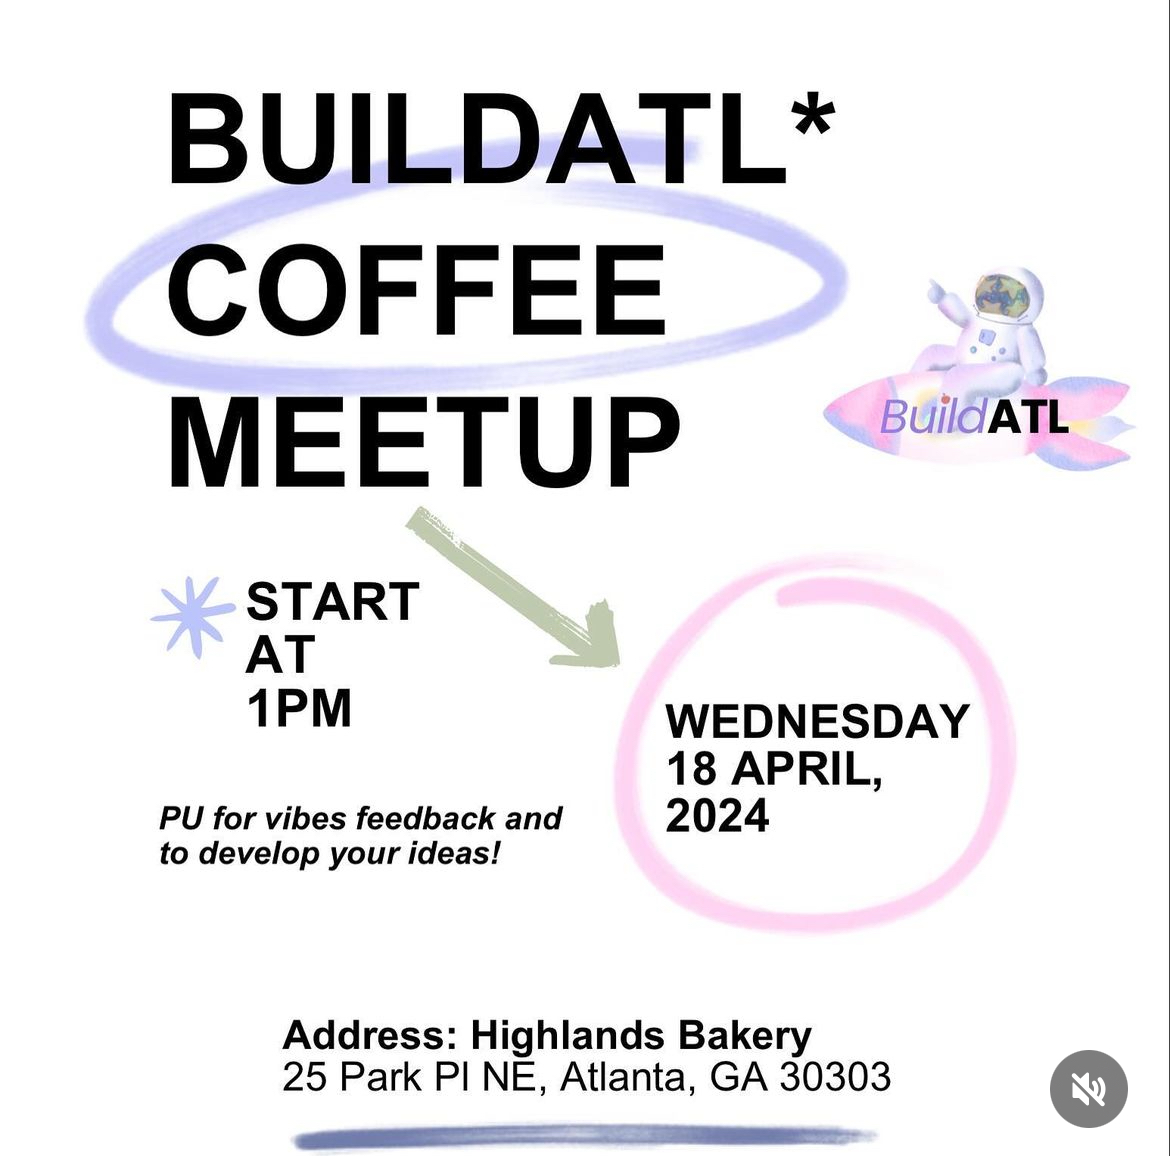 BUILDATL*
COFFEE
MEETUP
BuildATL
START
AT
1PM
WEDNESDAY
18 APRIL,
2024
PU for vibes feedback and
to develop your ideas!
Address: Highlands Bakery
25 Park Pl NE, Atlanta, GA 30303